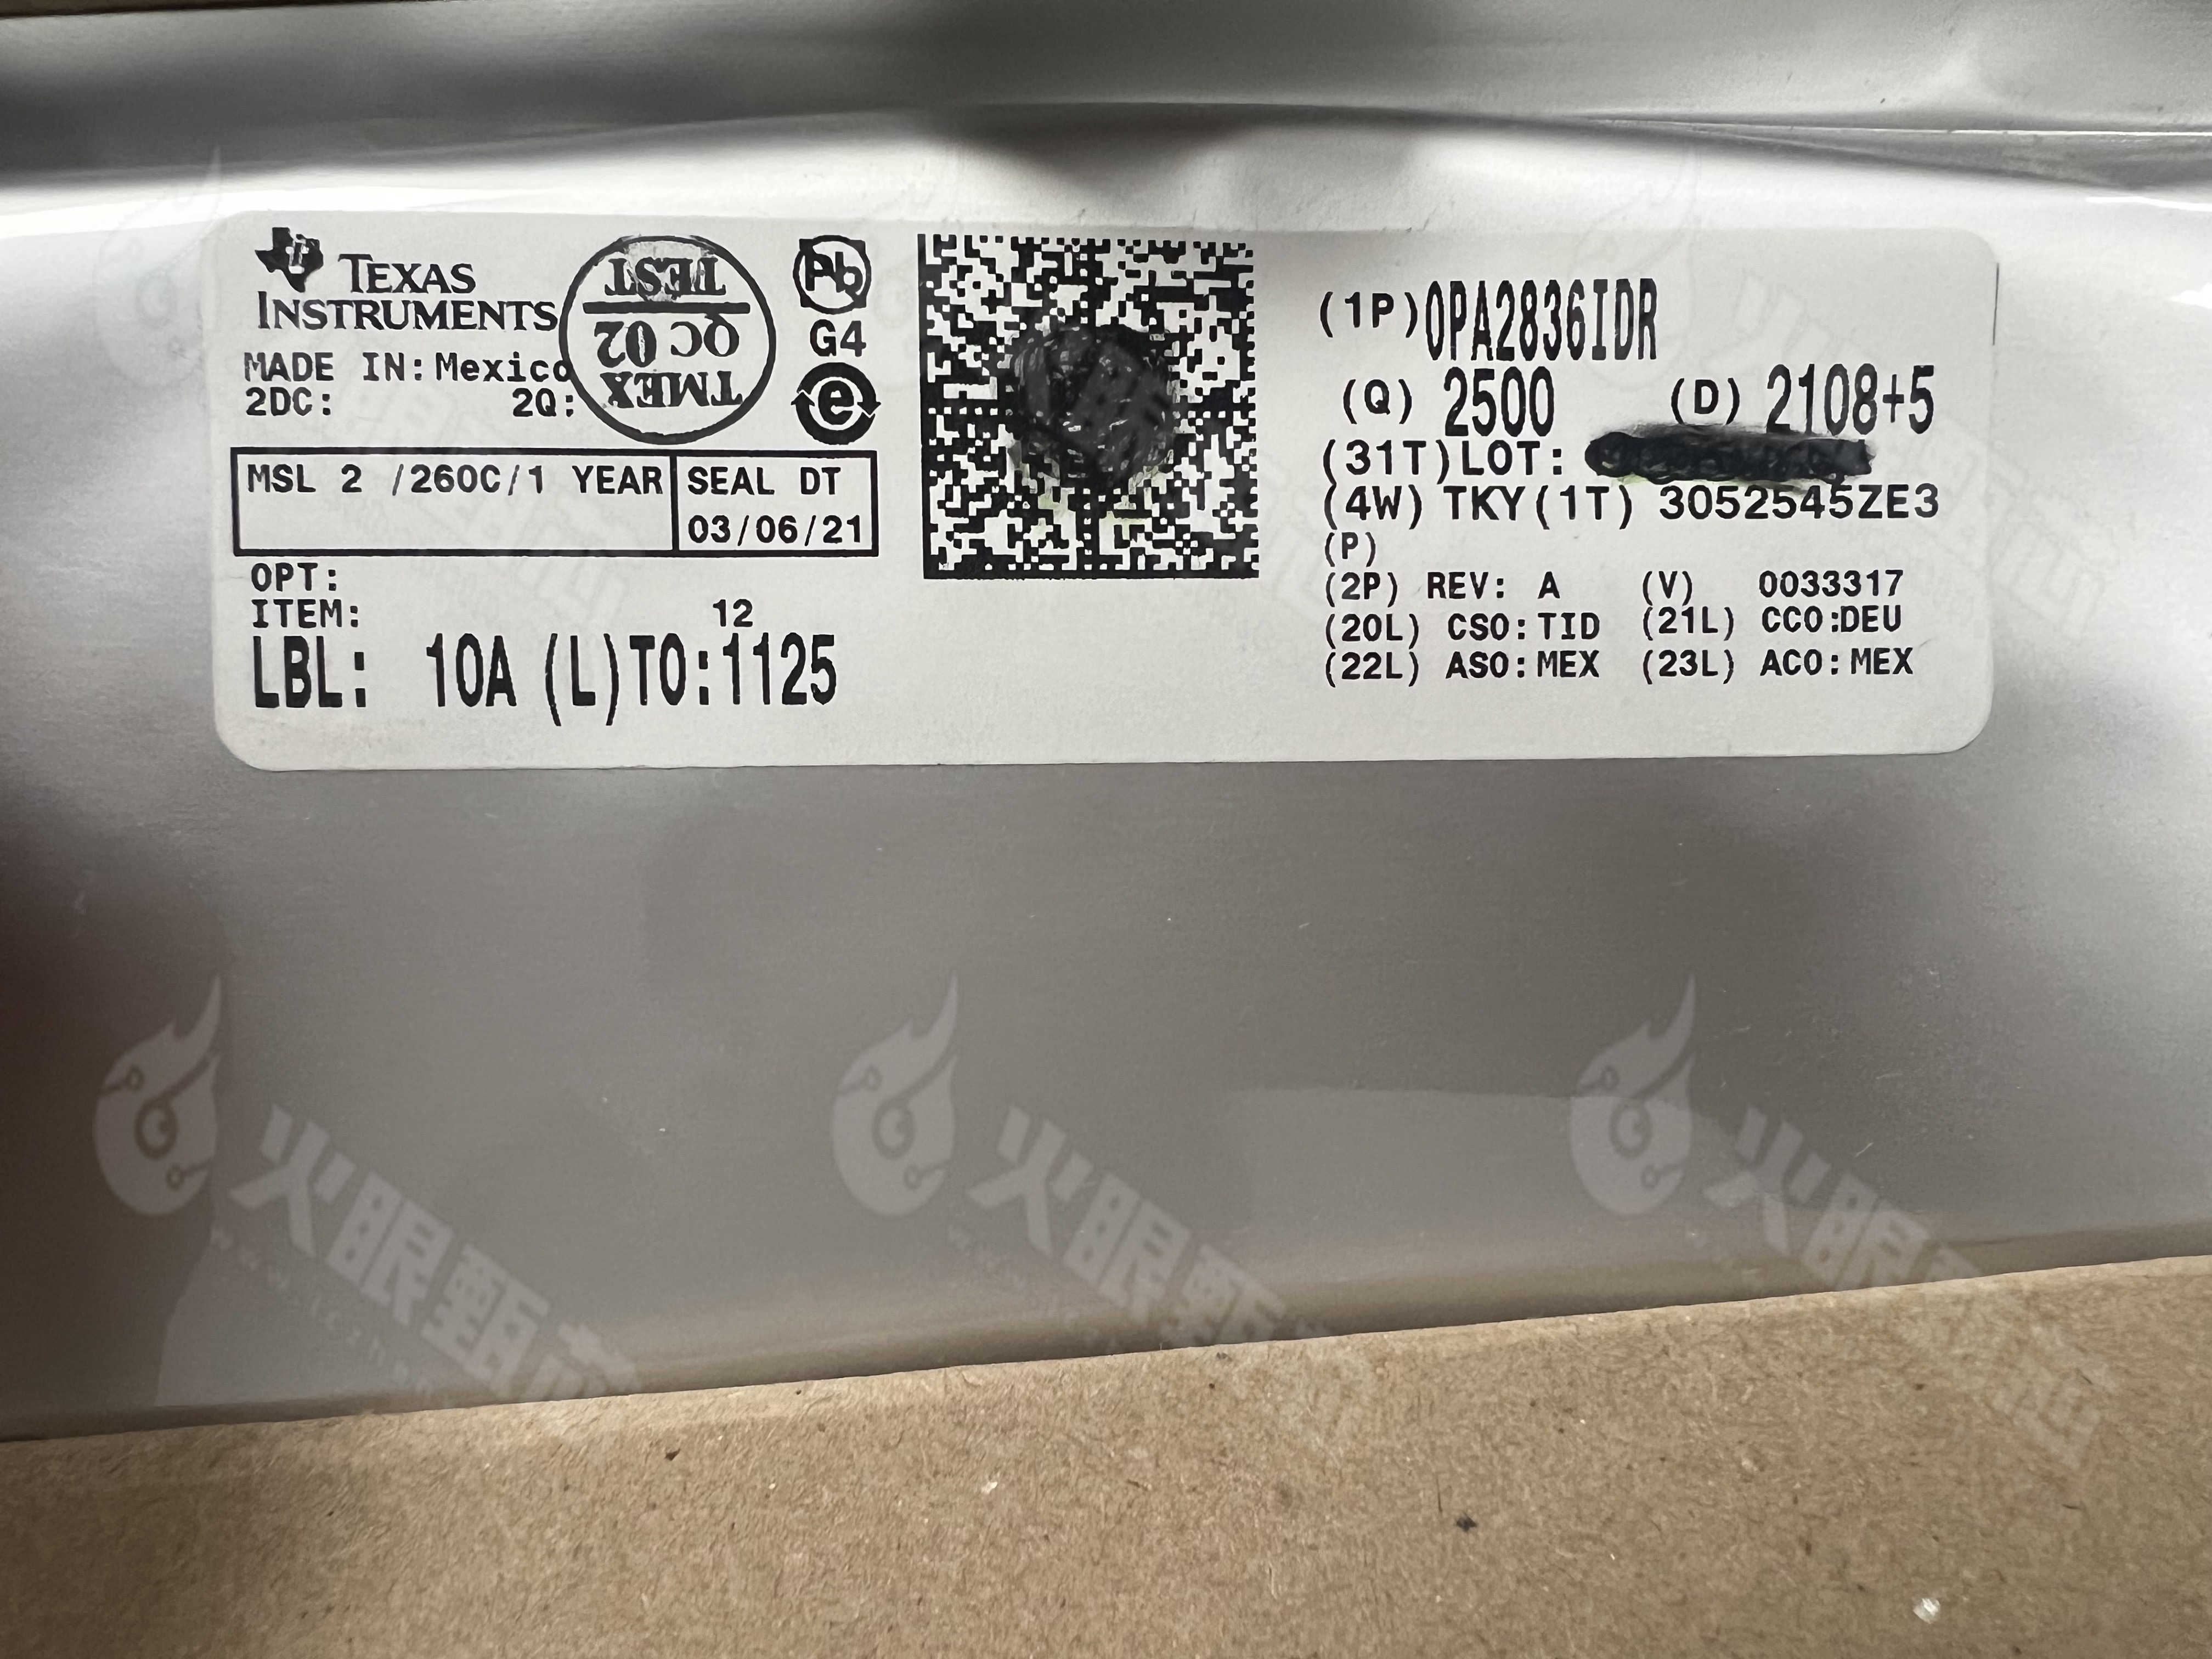 TEXAS
INSTRUMENTS
MADE IN: Mexico
2DC: 2Q:
TMEX
QC 02
TEST
Pb
G4
e
MSL 2 /260C/1 YEAR
SEAL DT
03/06/21
OPT:
ITEM: 12
LBL: 10A (L)TO:1125
(1P)OPA2836IDR
(Q) 2500 (D) 2108+5
(31T)LOT:
(4W) TKY(1T) 3052545ZE3
(P)
(2P) REV: A (V) 0033317
(20L) CSO:TID (21L) CCO:DEU
(22L) ASO:MEX (23L) ACO:MEX
火眼甄芯
火眼甄
火眼甄芯